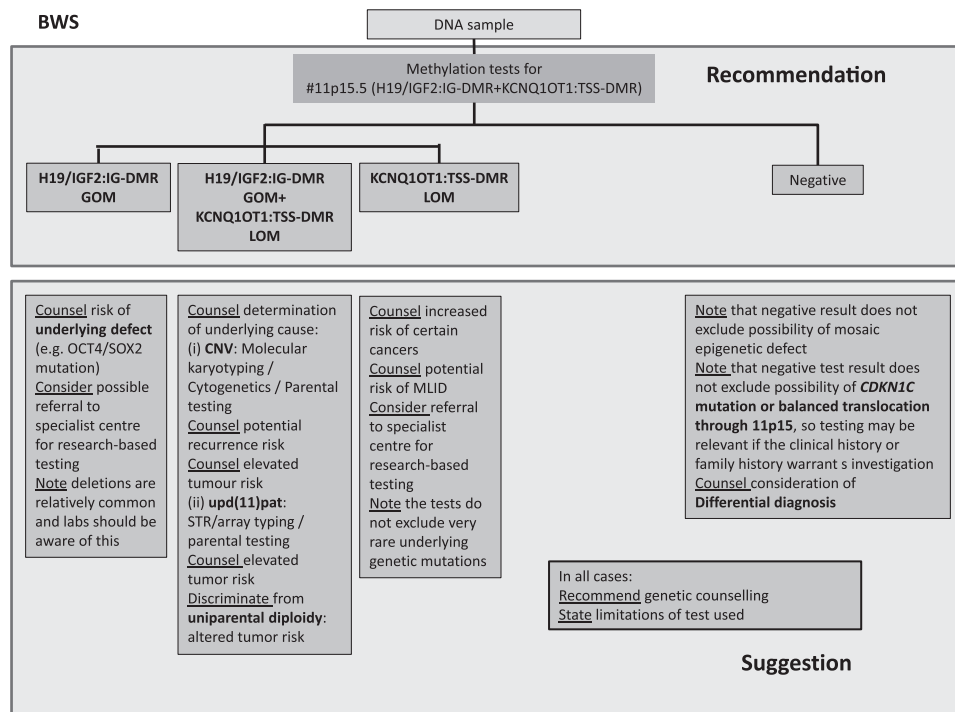 BWS
DNA sample
Methylation tests for
#11p15.5 (H19/IGF2:IG-DMR+KCNQ1OT1:TSS-DMR)
Recommendation
H19/IGF2:IG-DMR
GOM
H19/IGF2:IG-DMR
GOM+
KCNQ1OT1:TSS-DMR
LOM
KCNQ1OT1:TSS-DMR
LOM
Negative
Counsel risk of
underlying defect
(e.g. OCT4/SOX2
mutation)
Consider possible
referral to
specialist centre
for research-based
testing
Note deletions are
relatively common
and labs should be
aware of this
Counsel determination
of underlying cause:
(i) CNV: Molecular
karyotyping /
Cytogenetics / Parental
testing
Counsel potential
recurrence risk
Counsel elevated
tumour risk
(ii) upd(11)pat:
STR/array typing /
parental testing
Counsel elevated
tumor risk
Discriminate from
uniparental diploidy:
altered tumor risk
Counsel increased
risk of certain
cancers
Counsel potential
risk of MLID
Consider referral
to specialist
centre for
research-based
testing
Note the tests do
not exclude very
rare underlying
genetic mutations
Note that negative result does not
exclude possibility of mosaic
epigenetic defect
Note that negative test result does
not exclude possibility of CDKN1C
mutation or balanced translocation
through 11p15, so testing may be
relevant if the clinical history or
family history warrant s investigation
Counsel consideration of
Differential diagnosis
In all cases:
Recommend genetic counselling
State limitations of test used
Suggestion